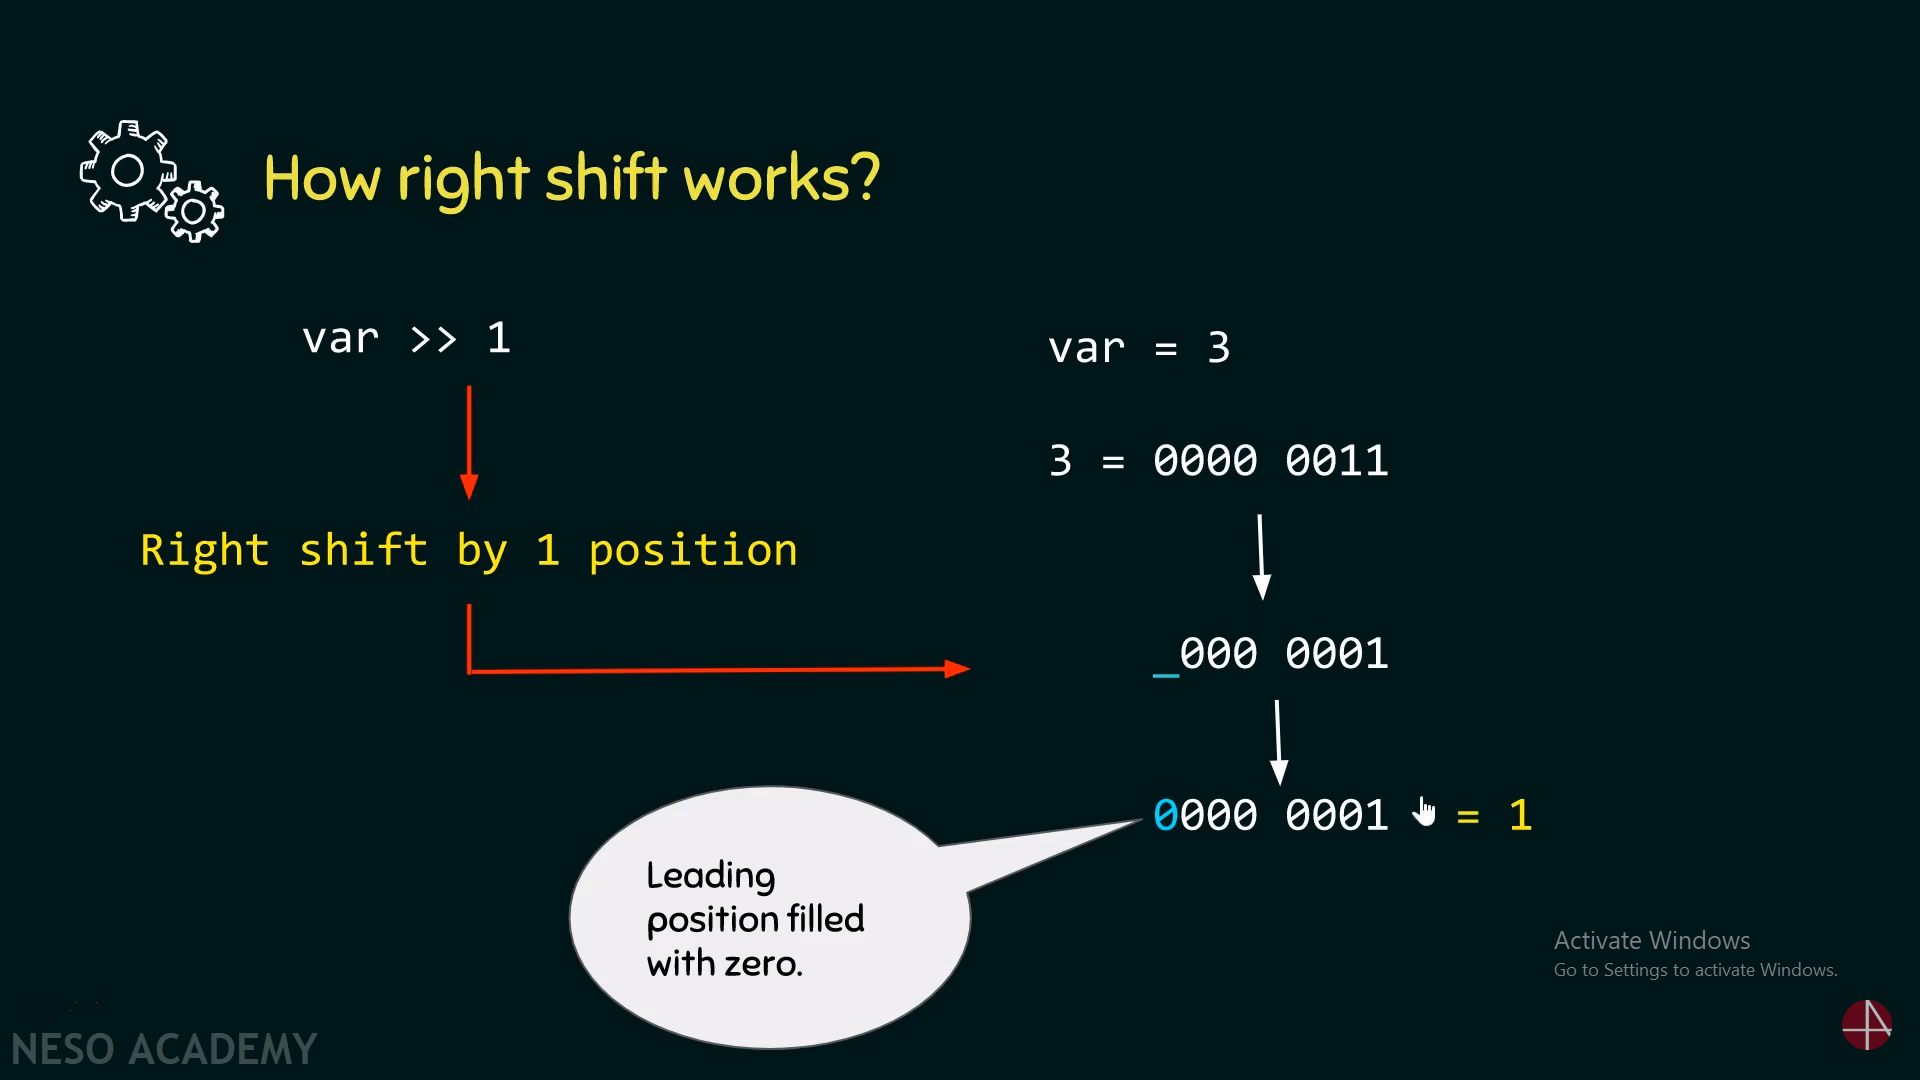 How right shift works?
var >> 1
var = 3
3 = 0000 0011
Right shift by 1 position
_000 0001
0000 0001 = 1
Leading
position filled
with zero.
Activate Windows
Go to Settings to activate Windows.
NESO ACADEMY